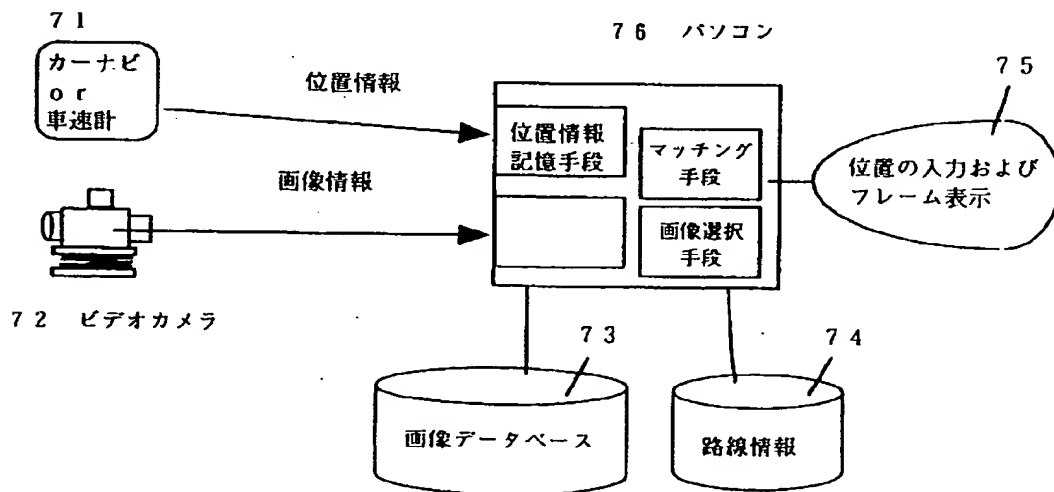 ７１
カーナビ
ｏｒ
車速計
位置情報
画像情報
７２ ビデオカメラ
７６ パソコン
位置情報
記憶手段
マッチング
手段
画像選択
手段
７５
位置の入力および
フレーム表示
７３
画像データベース
７４
路線情報